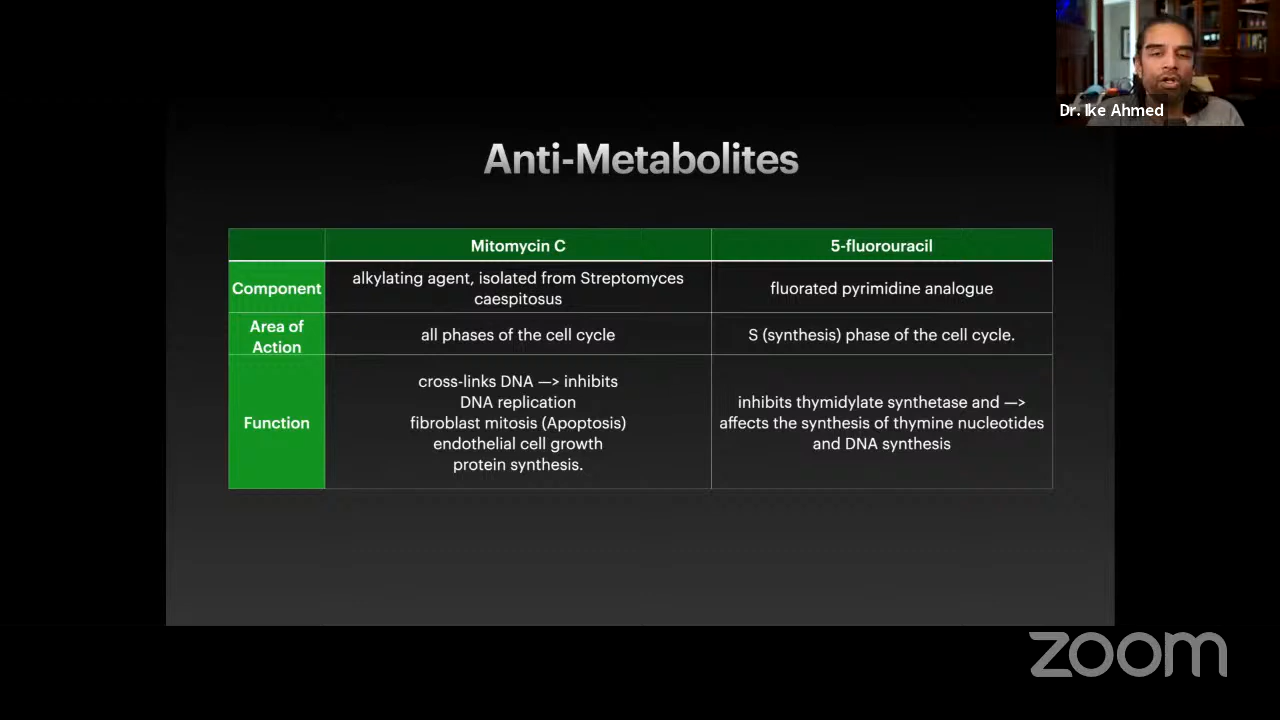 Dr. Ike Ahmed
Anti-Metabolites
Mitomycin C
5-fluorouracil
Component
alkylating agent, isolated from Streptomyces
caespitosus
fluorated pyrimidine analogue
Area of
Action
all phases of the cell cycle
S (synthesis) phase of the cell cycle.
Function
cross-links DNA —> inhibits
DNA replication
fibroblast mitosis (Apoptosis)
endothelial cell growth
protein synthesis.
inhibits thymidylate synthetase and —>
affects the synthesis of thymine nucleotides
and DNA synthesis
zoom